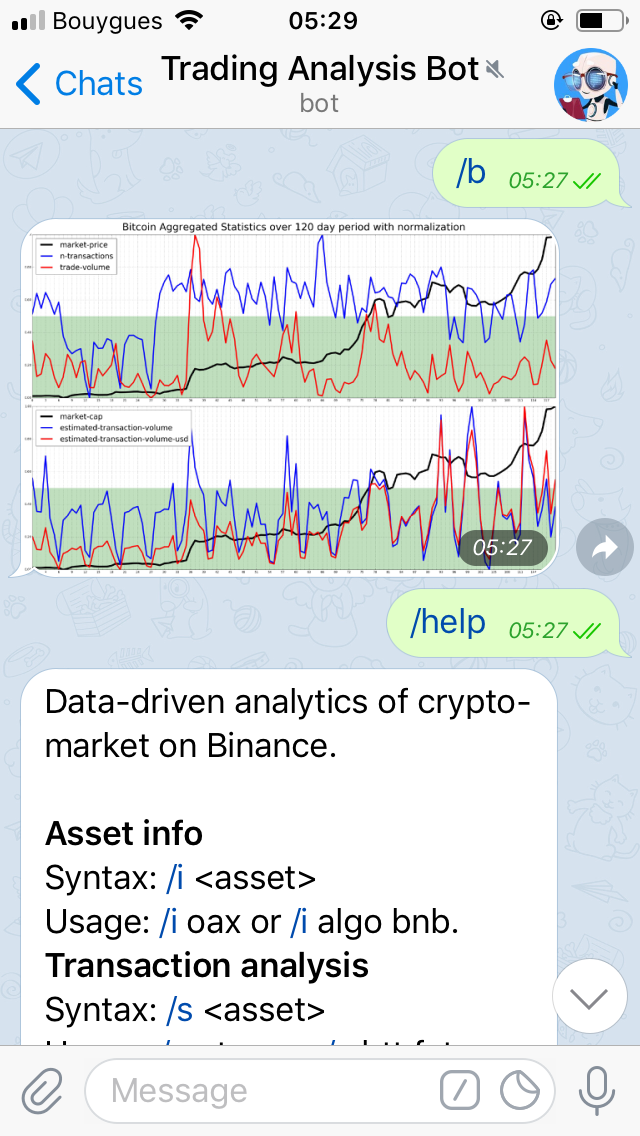 Bouygues
05:29
Chats
Trading Analysis Bot
bot
/b 05:27
Bitcoin Aggregated Statistics over 120 day period with normalization
market-price
n-transactions
trade-volume
market-cap
estimated-transaction-volume
estimated-transaction-volume-usd
05:27
/help 05:27
Data-driven analytics of crypto-
market on Binance.
Asset info
Syntax: /i <asset>
Usage: /i oax or /i algo bnb.
Transaction analysis
Syntax: /s <asset>
Message